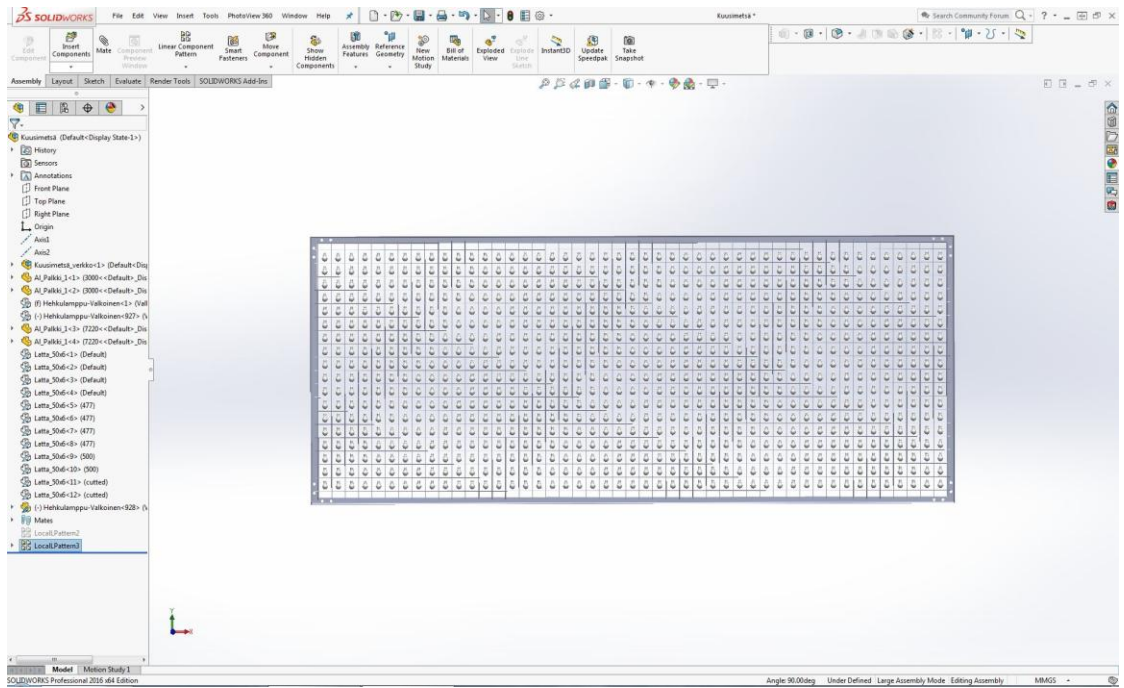 SOLIDWORKS File Edit View Insert Tools PhotoView 360 Window Help Kuusimetsä * Search Community Forum
Edit Component
Insert Components
Mate
Component Preview Window
Linear Component Pattern
Smart Fasteners
Move Component
Show Hidden Components
Assembly Features
Reference Geometry
New Motion Study
Bill of Materials
Exploded View
Explode Line Sketch
Instant3D
Update Speedpak
Take Snapshot
Assembly Layout Sketch Evaluate Render Tools SOLIDWORKS Add-Ins
Kuusimetsä (Default<Display State-1>)
History
Sensors
Annotations
Front Plane
Top Plane
Right Plane
Origin
Axis1
Axis2
Kuusimetsä_verkko<1> (Default<Disp
Al_Palkki_1<1> (3000<<Default>_Dis
Al_Palkki_1<2> (3000<<Default>_Dis
(f) Hehkulamppu-Valkoinen<1> (Vall
(-) Hehkulamppu-Valkoinen<927> (V
Al_Palkki_1<3> (7220<<Default>_Dis
Al_Palkki_1<4> (7220<<Default>_Dis
Latta_50x6<1> (Default)
Latta_50x6<2> (Default)
Latta_50x6<3> (Default)
Latta_50x6<4> (Default)
Latta_50x6<5> (477)
Latta_50x6<6> (477)
Latta_50x6<7> (477)
Latta_50x6<8> (477)
Latta_50x6<9> (500)
Latta_50x6<10> (500)
Latta_50x6<11> (cutted)
Latta_50x6<12> (cutted)
(-) Hehkulamppu-Valkoinen<928> (V
Mates
LocalLPattern2
LocalLPattern3
Y
X
Model Motion Study 1
SOLIDWORKS Professional 2016 x64 Edition Angle: 90.00deg Under Defined Large Assembly Mode Editing Assembly MMGS